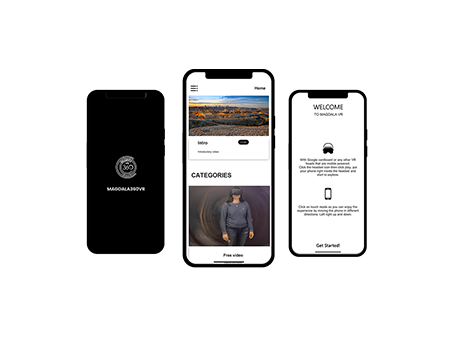 360
MAGDALA360VR
Home
Intro
Introductory video
CATEGORIES
Free video
WELCOME
TO MAGDALA VR
With Google cardboard or any other VR
heads that are mobile powered.
Click the headset icon then click play, put
your phone right inside the headset and start
to explore.
Click on touch mode so you can enjoy the
experience by moving the phone in different
directions. Left right up and down.
Get Started!